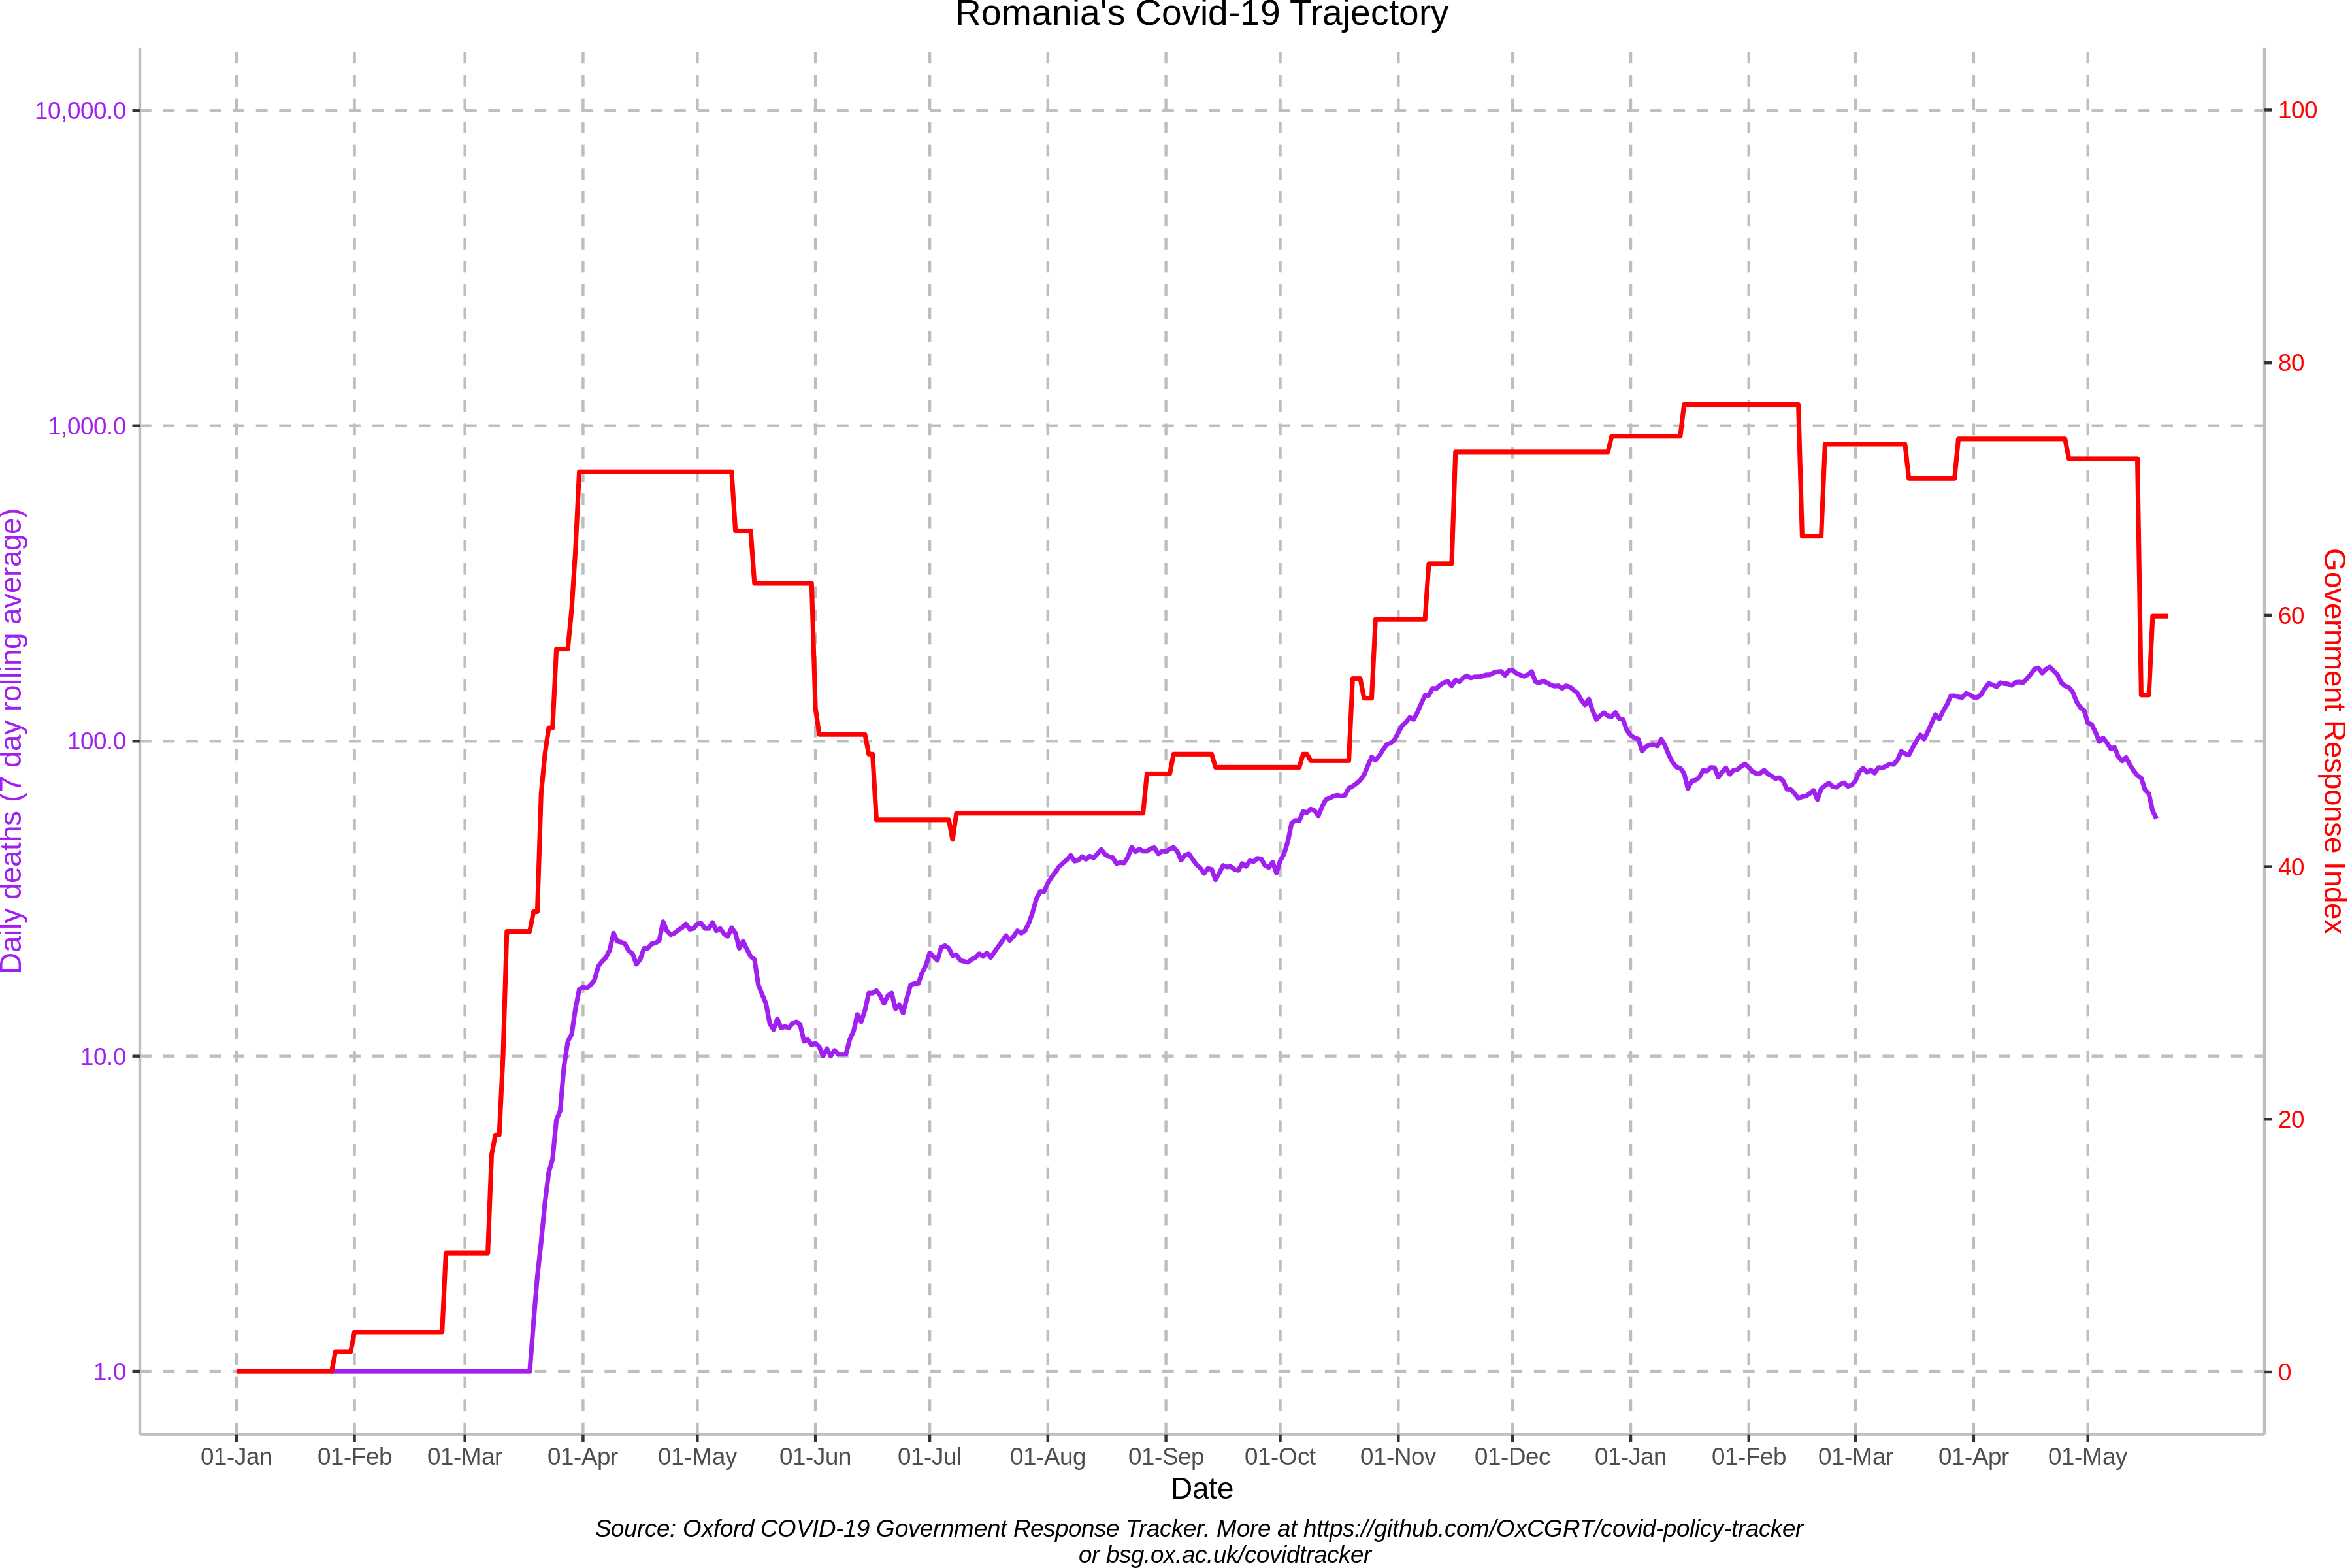 Romania's Covid-19 Trajectory
10,000.0
1,000.0
100.0
10.0
1.0
Daily deaths (7 day rolling average)
100
80
60
40
20
0
Government Response Index
01-Jan 01-Feb 01-Mar 01-Apr 01-May 01-Jun 01-Jul 01-Aug 01-Sep 01-Oct 01-Nov 01-Dec 01-Jan 01-Feb 01-Mar 01-Apr 01-May
Date
Source: Oxford COVID-19 Government Response Tracker. More at https://github.com/OxCGRT/covid-policy-tracker
or bsg.ox.ac.uk/covidtracker